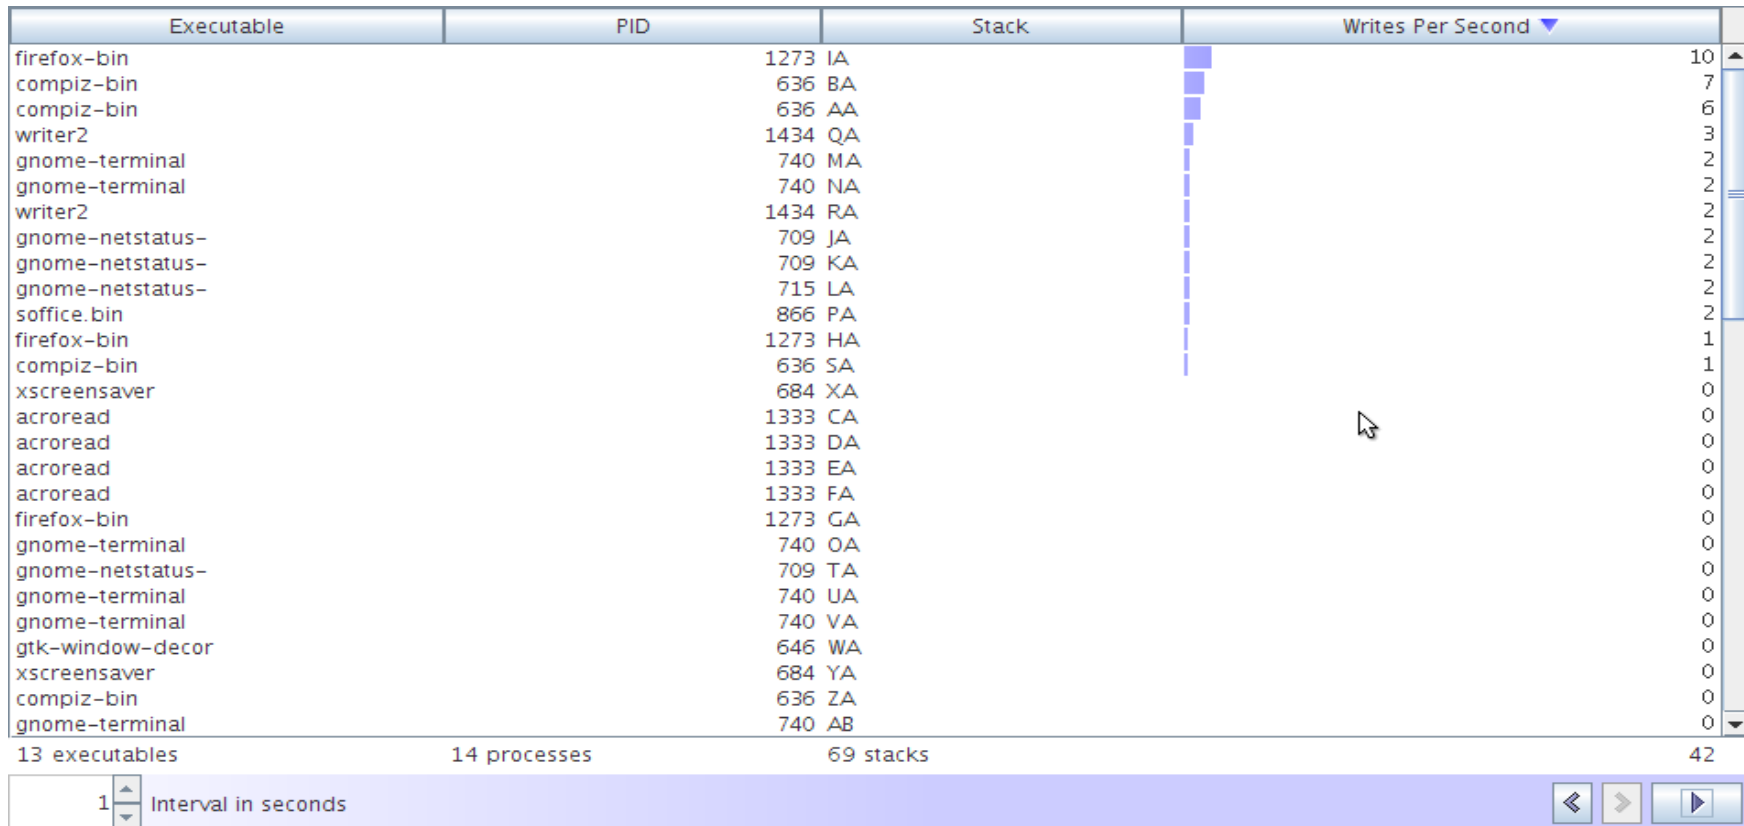 Executable PID Stack Writes Per Second
firefox-bin 1273 IA 10
compiz-bin 636 BA 7
compiz-bin 636 AA 6
writer2 1434 QA 3
gnome-terminal 740 MA 2
gnome-terminal 740 NA 2
writer2 1434 RA 2
gnome-netstatus- 709 JA 2
gnome-netstatus- 709 KA 2
gnome-netstatus- 715 LA 2
soffice.bin 866 PA 2
firefox-bin 1273 HA 1
compiz-bin 636 SA 1
xscreensaver 684 XA 0
acroread 1333 CA 0
acroread 1333 DA 0
acroread 1333 EA 0
acroread 1333 FA 0
firefox-bin 1273 GA 0
gnome-terminal 740 OA 0
gnome-netstatus- 709 TA 0
gnome-terminal 740 UA 0
gnome-terminal 740 VA 0
gtk-window-decor 646 WA 0
xscreensaver 684 YA 0
compiz-bin 636 ZA 0
gnome-terminal 740 AB 0
13 executables 14 processes 69 stacks 42
1 Interval in seconds